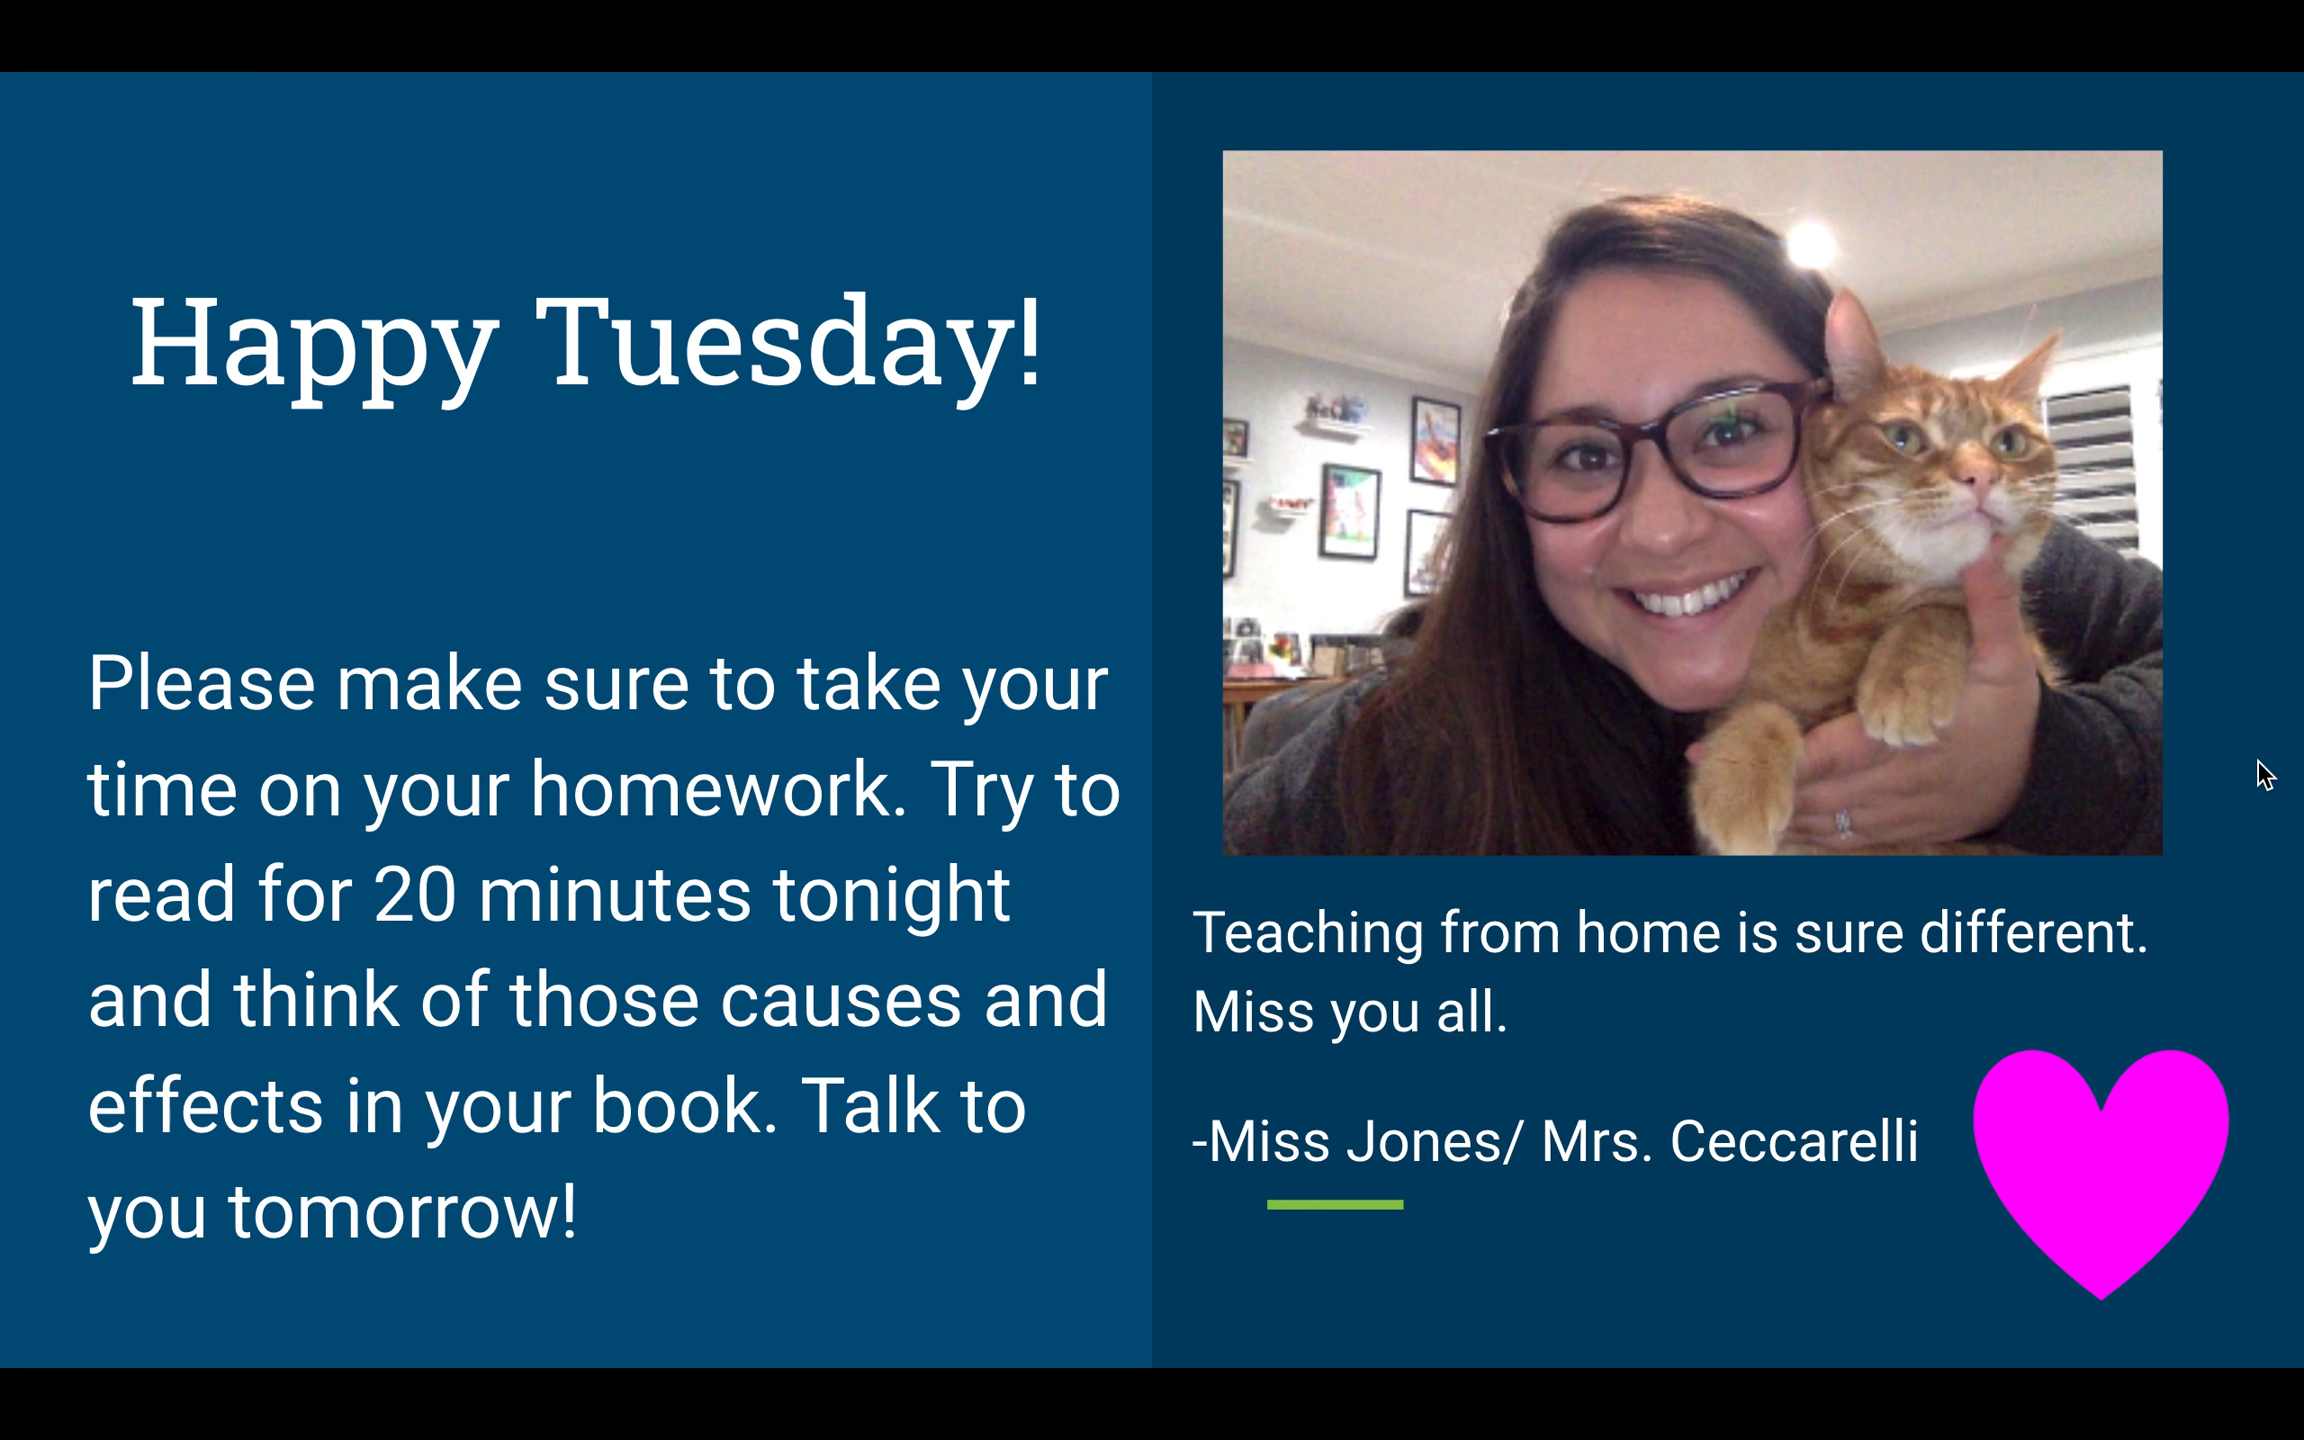 Happy Tuesday!
Please make sure to take your
time on your homework. Try to
read for 20 minutes tonight
and think of those causes and
effects in your book. Talk to
you tomorrow!
Teaching from home is sure different.
Miss you all.
-Miss Jones/ Mrs. Ceccarelli